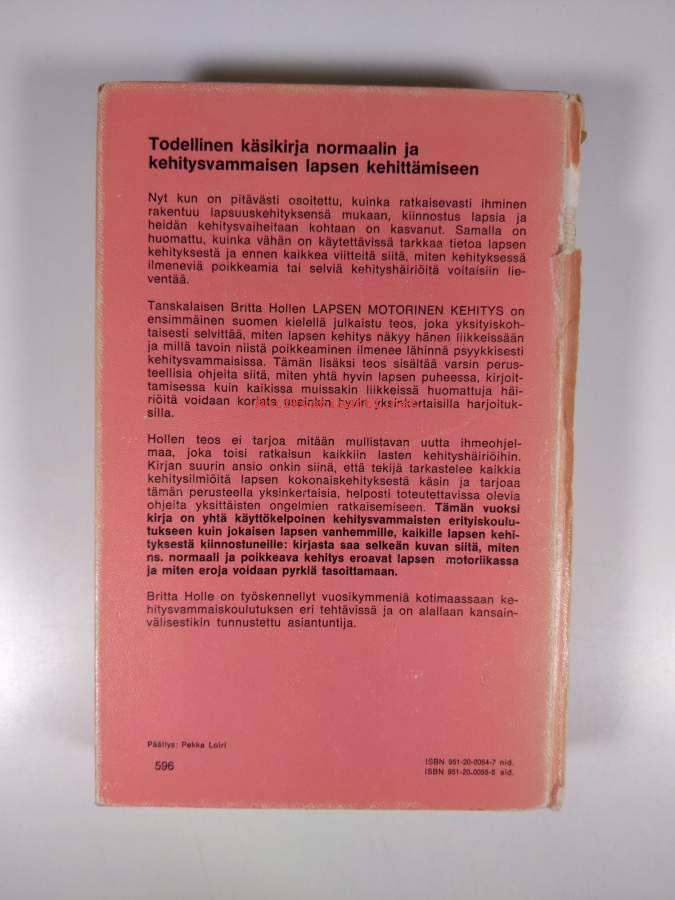 Todellinen käsikirja normaalin ja
kehitysvammaisen lapsen kehittämiseen
Nyt kun on pitävästi osoitettu, kuinka ratkaisevasti ihminen
rakentuu lapsuuskehityksensä mukaan, kiinnostus lapsia ja
heidän kehitysvaiheitaan kohtaan on kasvanut. Samalla on
huomattu, kuinka vähän on käytettävissä tarkkaa tietoa lapsen
kehityksestä ja ennen kaikkea viitteitä siitä, miten kehityksessä
ilmeneviä poikkeamia tai selviä kehityshäiriöitä voitaisiin lie-
ventää.
Tanskalaisen Britta Hollen LAPSEN MOTORINEN KEHITYS on
ensimmäinen suomen kielellä julkaistu teos, joka yksityiskoh-
taisesti selvittää, miten lapsen kehitys näkyy hänen liikkeissään
ja millä tavoin niistä poikkeaminen ilmenee lähinnä psyykkisesti
kehitysvammaisissa. Tämän lisäksi teos sisältää varsin perus-
teellisia ohjeita siitä, miten yhtä hyvin lapsen puheessa, kirjoit-
tamisessa kuin kaikissa muissakin liikkeissä huomattuja häi-
riöitä voidaan korjata useinkin hyvin yksinkertaisilla harjoituk-
silla.
Hollen teos ei tarjoa mitään mullistavan uutta ihmeohjel-
maa, joka toisi ratkaisun kaikkiin lasten kehityshäiriöihin.
Kirjan suurin ansio onkin siinä, että tekijä tarkastelee kaikkia
kehitysilmiöitä lapsen kokonaiskehityksestä käsin ja tarjoaa
tämän perusteella yksinkertaisia, helposti toteutettavissa olevia
ohjeita yksittäisten ongelmien ratkaisemiseen. Tämän vuoksi
kirja on yhtä käyttökelpoinen kehitysvammaisten erityiskoulu-
tukseen kuin jokaisen lapsen vanhemmille, kaikille lapsen kehi-
tyksestä kiinnostuneille: kirjasta saa selkeän kuvan siitä, miten
ns. normaali ja poikkeava kehitys eroavat lapsen motoriikassa
ja miten eroja voidaan pyrkiä tasoittamaan.
Britta Holle on työskennellyt vuosikymmeniä kotimaassaan ke-
hitysvammaiskoulutuksen eri tehtävissä ja on alallaan kansain-
välisestikin tunnustettu asiantuntija.
Päällys: Pekka Loiri
596
ISBN 951-20-0054-7 nid.
ISBN 951-20-0055-5 sid.